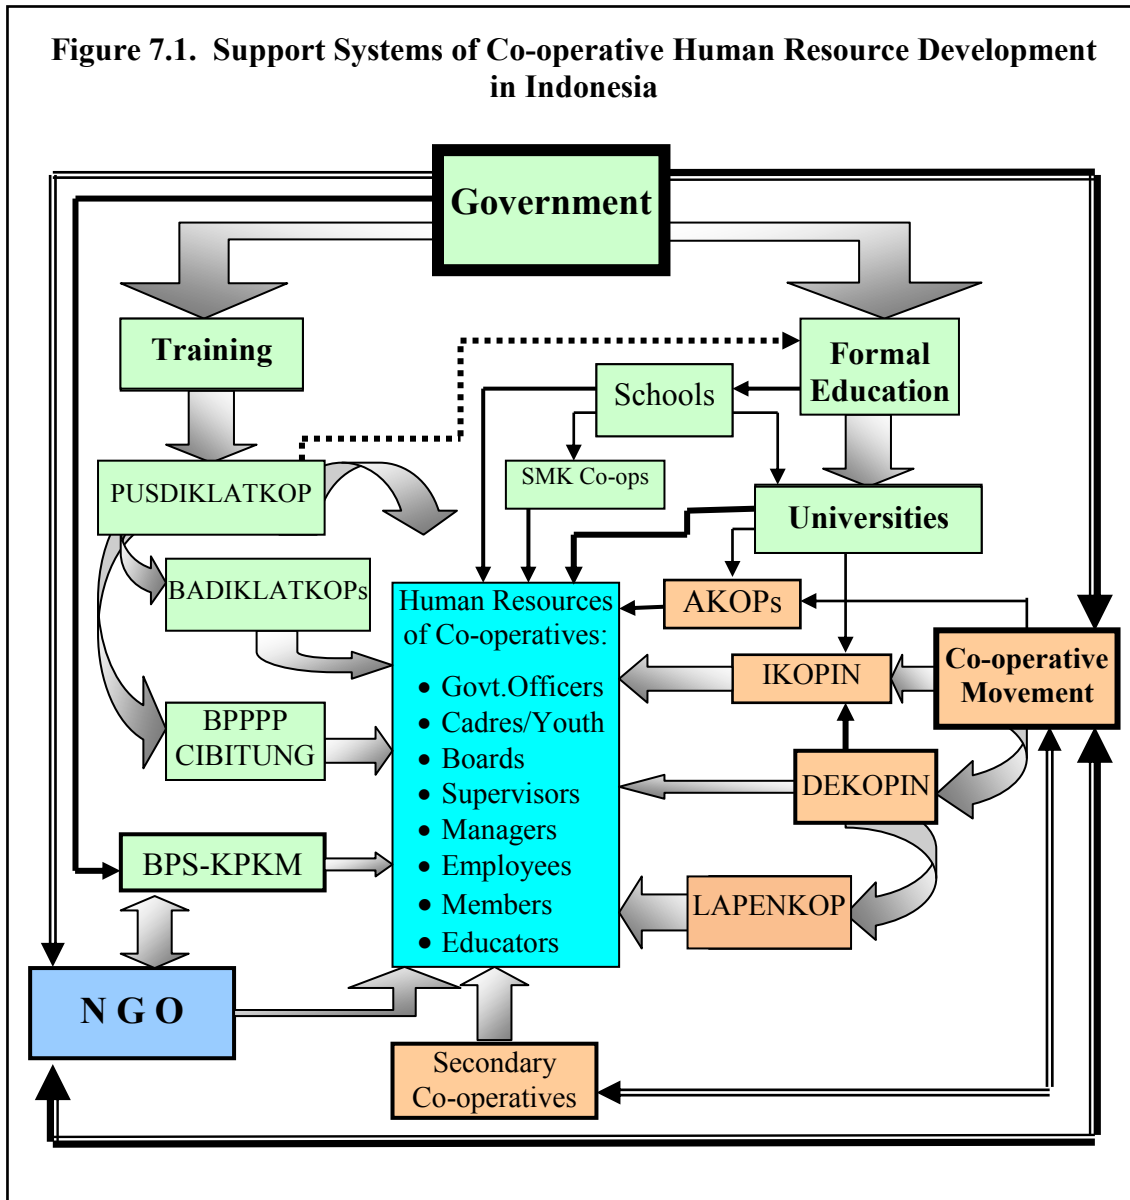 Figure 7.1.  Support Systems of Co-operative Human Resource Development
in Indonesia
Government
Training
Formal
Education
Schools
SMK Co-ops
PUSDIKLATKOP
Universities
BADIKLATKOPs
Human Resources
of Co-operatives:
• Govt.Officers
• Cadres/Youth
• Boards
• Supervisors
• Managers
• Employees
• Members
• Educators
AKOPs
Co-operative
Movement
IKOPIN
BPPPP
CIBITUNG
DEKOPIN
BPS-KPKM
LAPENKOP
N G O
Secondary
Co-operatives